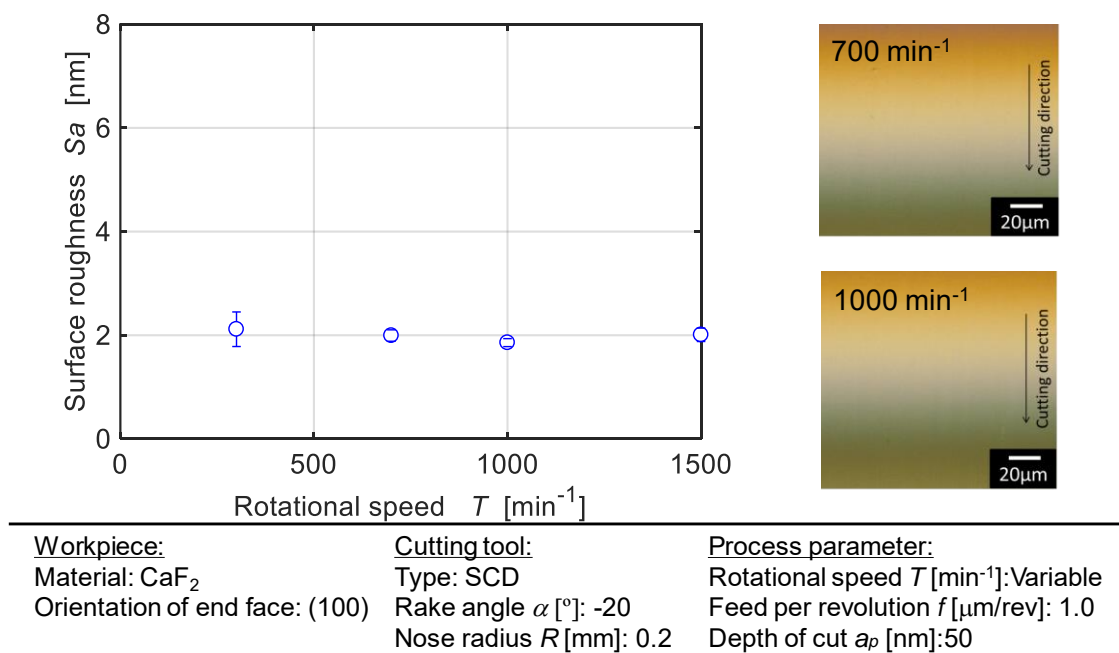 8
6
4
2
0
Surface roughness Sa [nm]
0 500 1000 1500
Rotational speed T [min⁻¹]
700 min⁻¹
Cutting direction
20μm
1000 min⁻¹
Cutting direction
20μm
Workpiece:
Material: CaF₂
Orientation of end face: (100)
Cutting tool:
Type: SCD
Rake angle α [º]: -20
Nose radius R [mm]: 0.2
Process parameter:
Rotational speed T [min⁻¹]:Variable
Feed per revolution f [μm/rev]: 1.0
Depth of cut aₚ [nm]:50